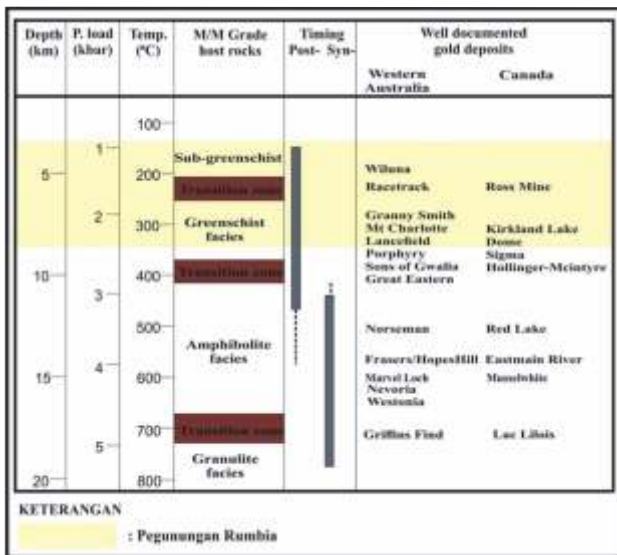 Depth (km)
P. load (kbar)
Temp. (°C)
M/M Grade host rocks
Timing
Post- Syn-
Well documented gold deposits
Western Australia
Canada
5
10
15
20
1
2
3
4
5
100
200
300
400
500
600
700
800
Sub-greenschist
Transition zone
Greenschist facies
Transition zone
Amphibolite facies
Transition zone
Granulite facies
Wiluna
Racetrack Ross Mine
Granny Smith
Mt Charlotte Kirkland Lake
Lancefield Dome
Porphyry Sigma
Sons of Gwalia Hollinger-Mcintyre
Great Eastern
Norseman Red Lake
Frasers/HopesHill Eastmain River
Marvel Loch Musselwhite
Nevoria
Westonia
Griffins Find Lac Lilois
KETERANGAN
: Pegunungan Rumbia